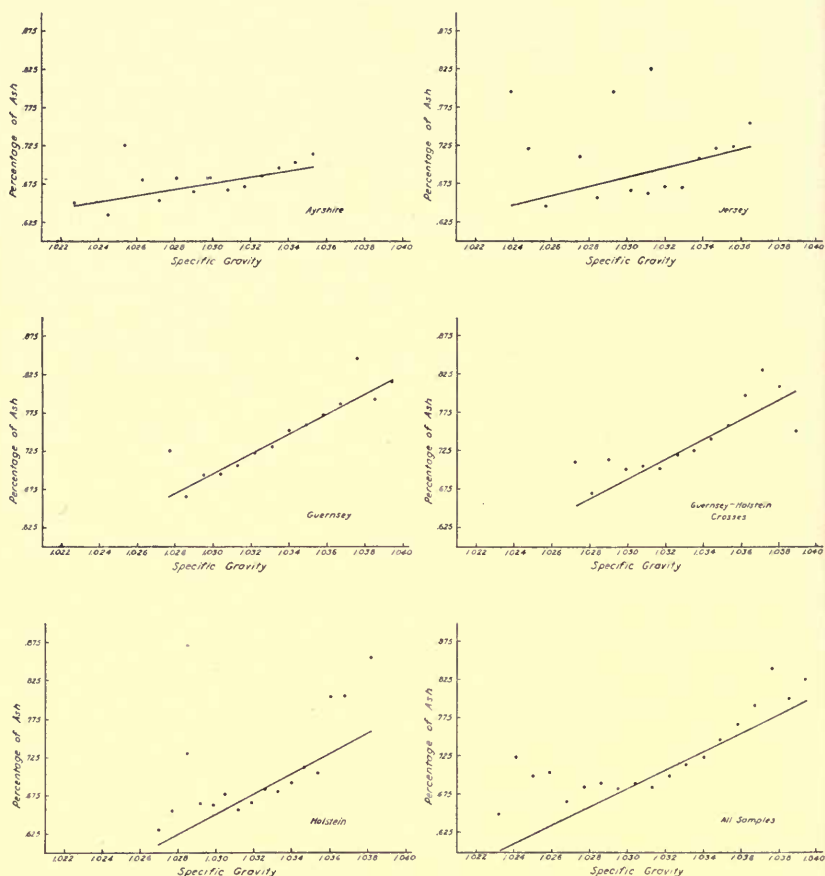 .875
.825
.775
.725
.675
.625
Percentage of Ash
Ayrshire
1.022 1.024 1.026 1.028 1.030 1.032 1.034 1.036 1.038 1.040
Specific Gravity
.875
.825
.775
.725
.675
.625
Percentage of Ash
Jersey
1.022 1.024 1.026 1.028 1.030 1.032 1.034 1.036 1.038 1.040
Specific Gravity
.875
.825
.775
.725
.675
.625
Percentage of Ash
Guernsey
1.022 1.024 1.026 1.028 1.030 1.032 1.034 1.036 1.038 1.040
Specific Gravity
.875
.825
.775
.725
.675
.625
Percentage of Ash
Guernsey-Holstein
Crosses
1.022 1.024 1.026 1.028 1.030 1.032 1.034 1.036 1.038 1.040
Specific Gravity
.875
.825
.775
.725
.675
.625
Percentage of Ash
Holstein
1.022 1.024 1.026 1.028 1.030 1.032 1.034 1.036 1.038 1.040
Specific Gravity
.875
.825
.775
.725
.675
.625
Percentage of Ash
All Samples
1.022 1.024 1.026 1.028 1.030 1.032 1.034 1.036 1.038 1.040
Specific Gravity